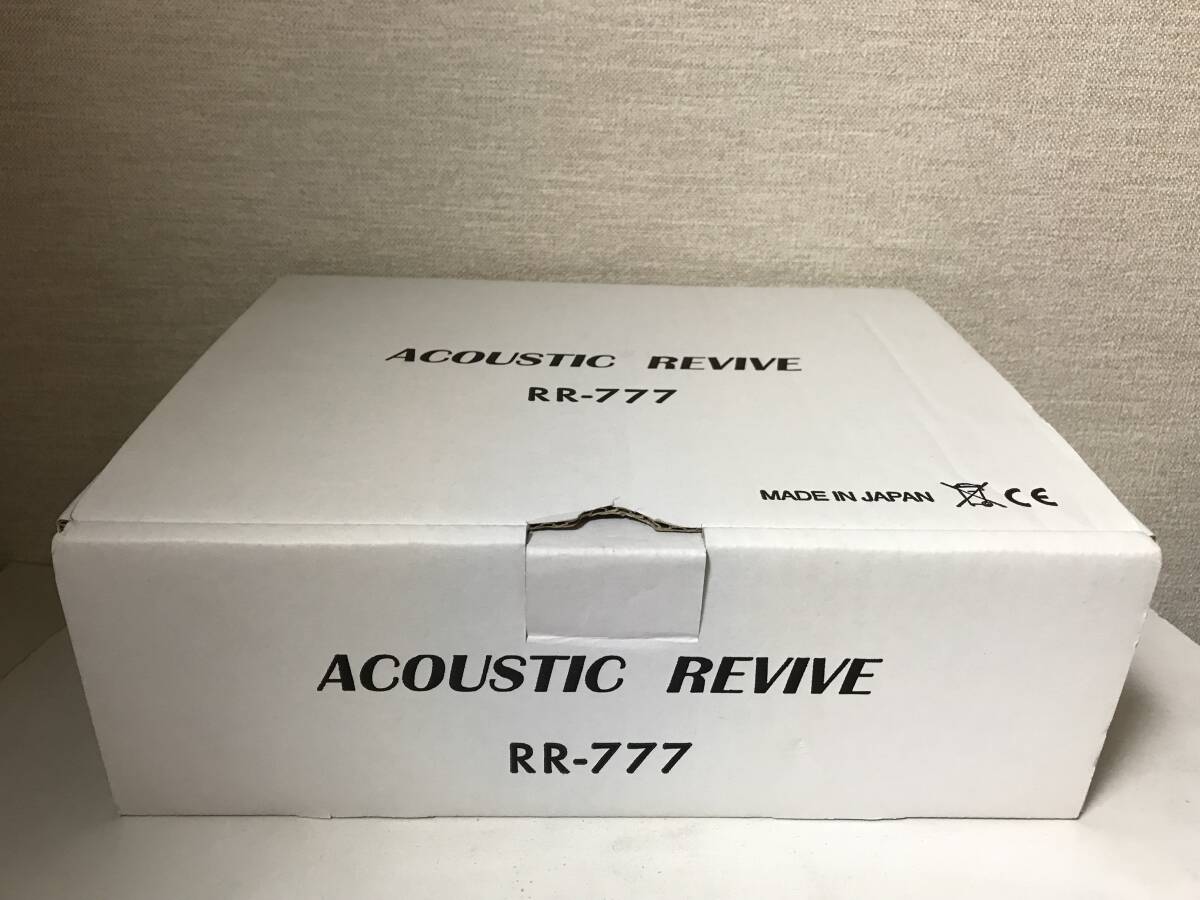 ACOUSTIC REVIVE
RR-777
MADE IN JAPAN CE
ACOUSTIC REVIVE
RR-777